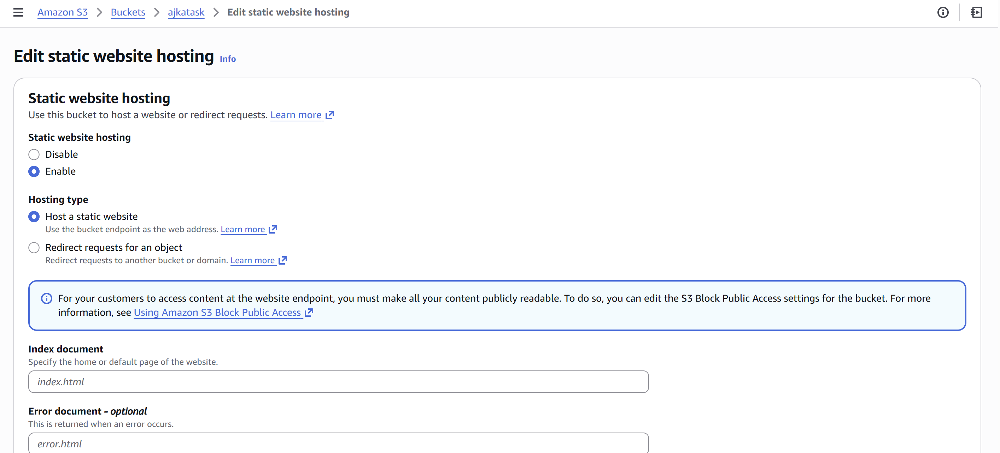 Amazon S3 > Buckets > ajkatask > Edit static website hosting
Edit static website hosting Info
Static website hosting
Use this bucket to host a website or redirect requests. Learn more
Static website hosting
Disable
Enable
Hosting type
Host a static website
Use the bucket endpoint as the web address. Learn more
Redirect requests for an object
Redirect requests to another bucket or domain. Learn more
For your customers to access content at the website endpoint, you must make all your content publicly readable. To do so, you can edit the S3 Block Public Access settings for the bucket. For more
information, see Using Amazon S3 Block Public Access
Index document
Specify the home or default page of the website.
index.html
Error document – optional
This is returned when an error occurs.
error.html